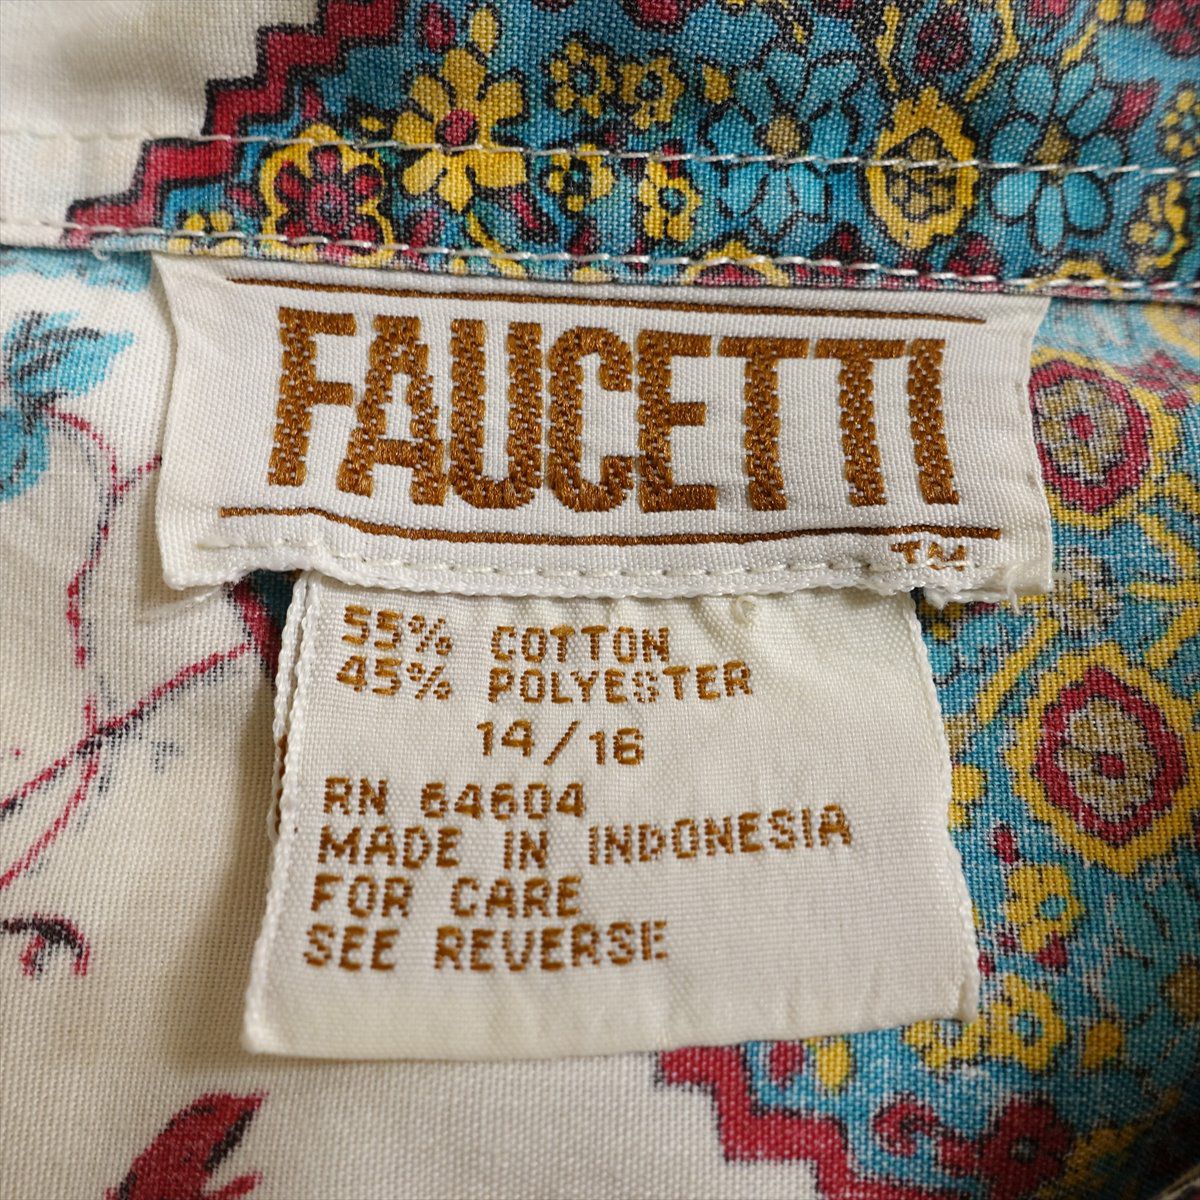 FAUCETTI
TM
55% COTTON
45% POLYESTER
14/16
RN 64604
MADE IN INDONESIA
FOR CARE
SEE REVERSE